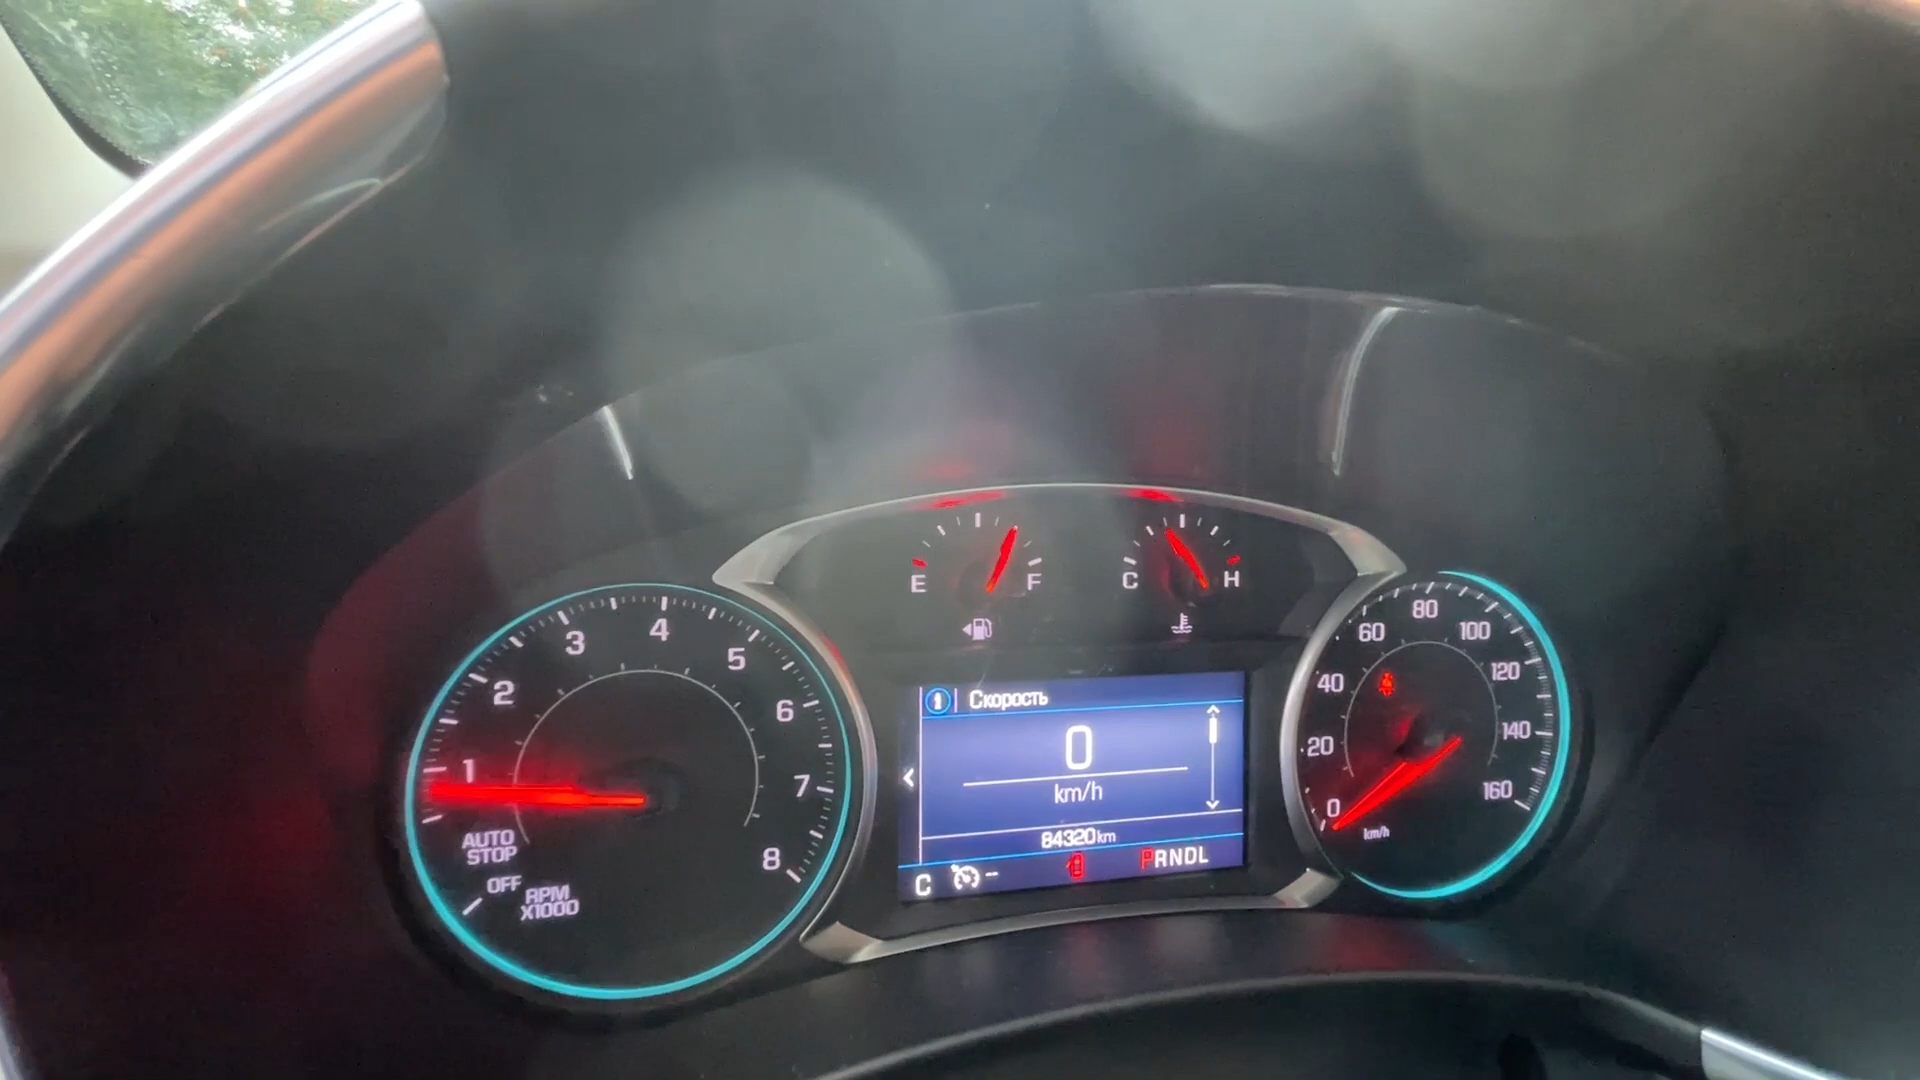 E F
C H
1 2 3 4 5 6 7 8
AUTO
STOP
OFF
RPM
X1000
Скорость
0
km/h
84320 km
C
PRNDL
0 20 40 60 80 100 120 140 160
km/h